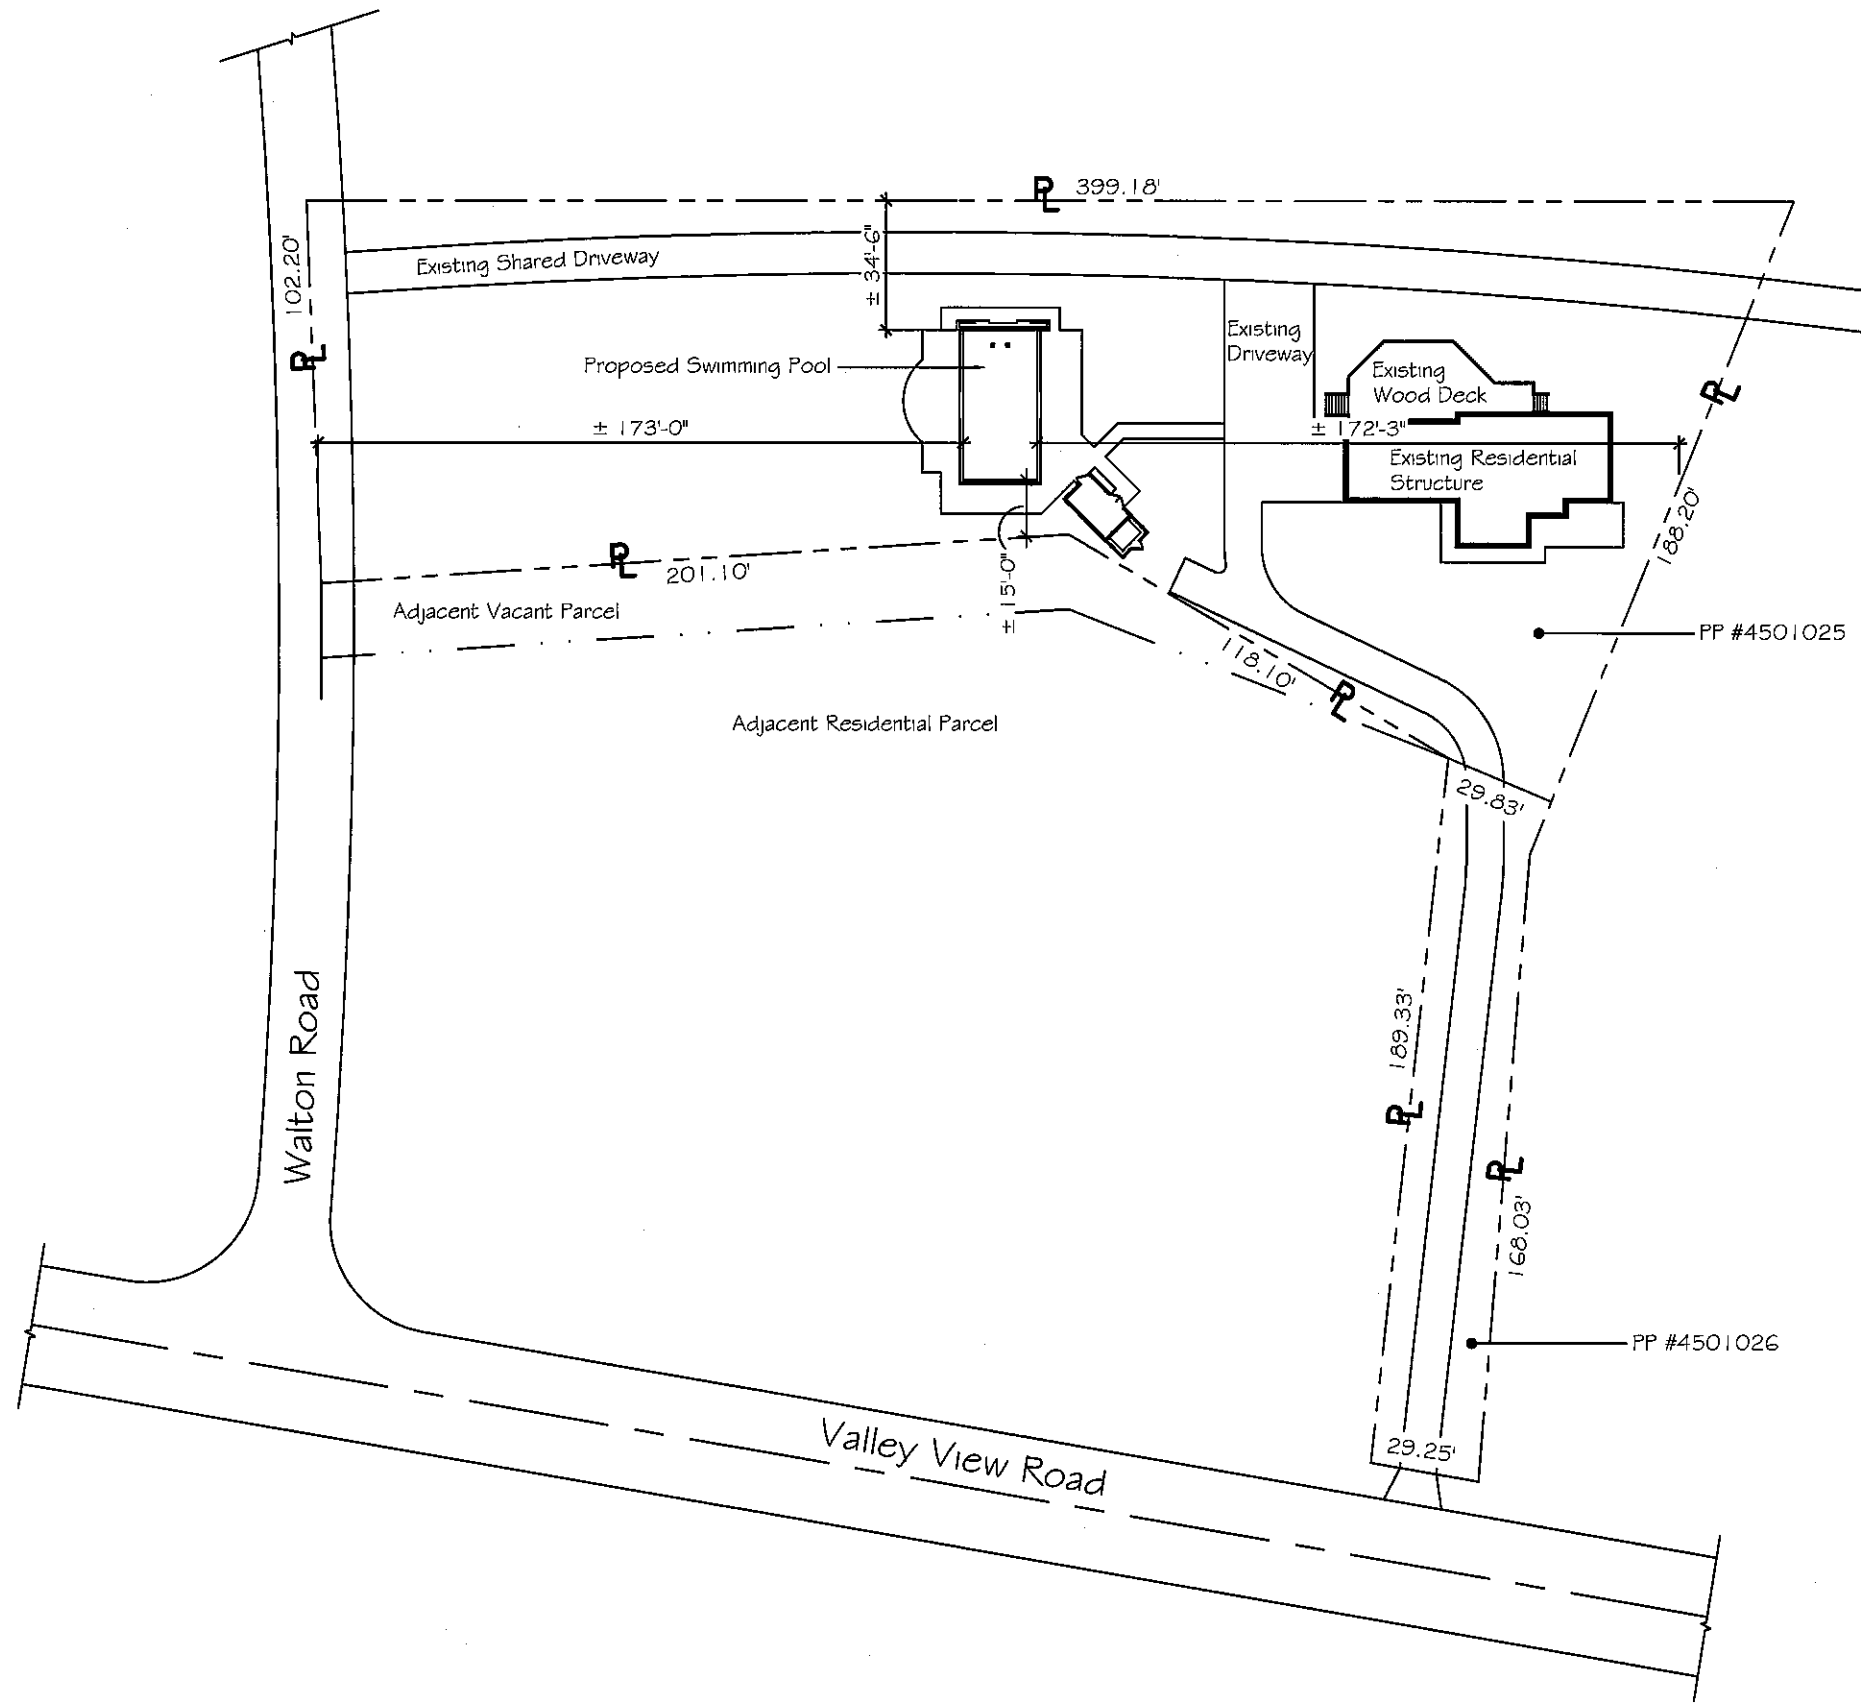 PL 399.18'
102.20'
± 34'-6"
Existing Shared Driveway
Existing
Driveway
PL
Proposed Swimming Pool
Existing
Wood Deck
PL
± 173'-0"
± 172'-3"
Existing Residential
Structure
188.20'
PL
201.10'
± 15'-0"
Adjacent Vacant Parcel
PP #4501025
118.10'
PL
Adjacent Residential Parcel
29.83'
Walton Road
189.33'
PL
PL
168.03'
PP #4501026
Valley View Road
29.25'